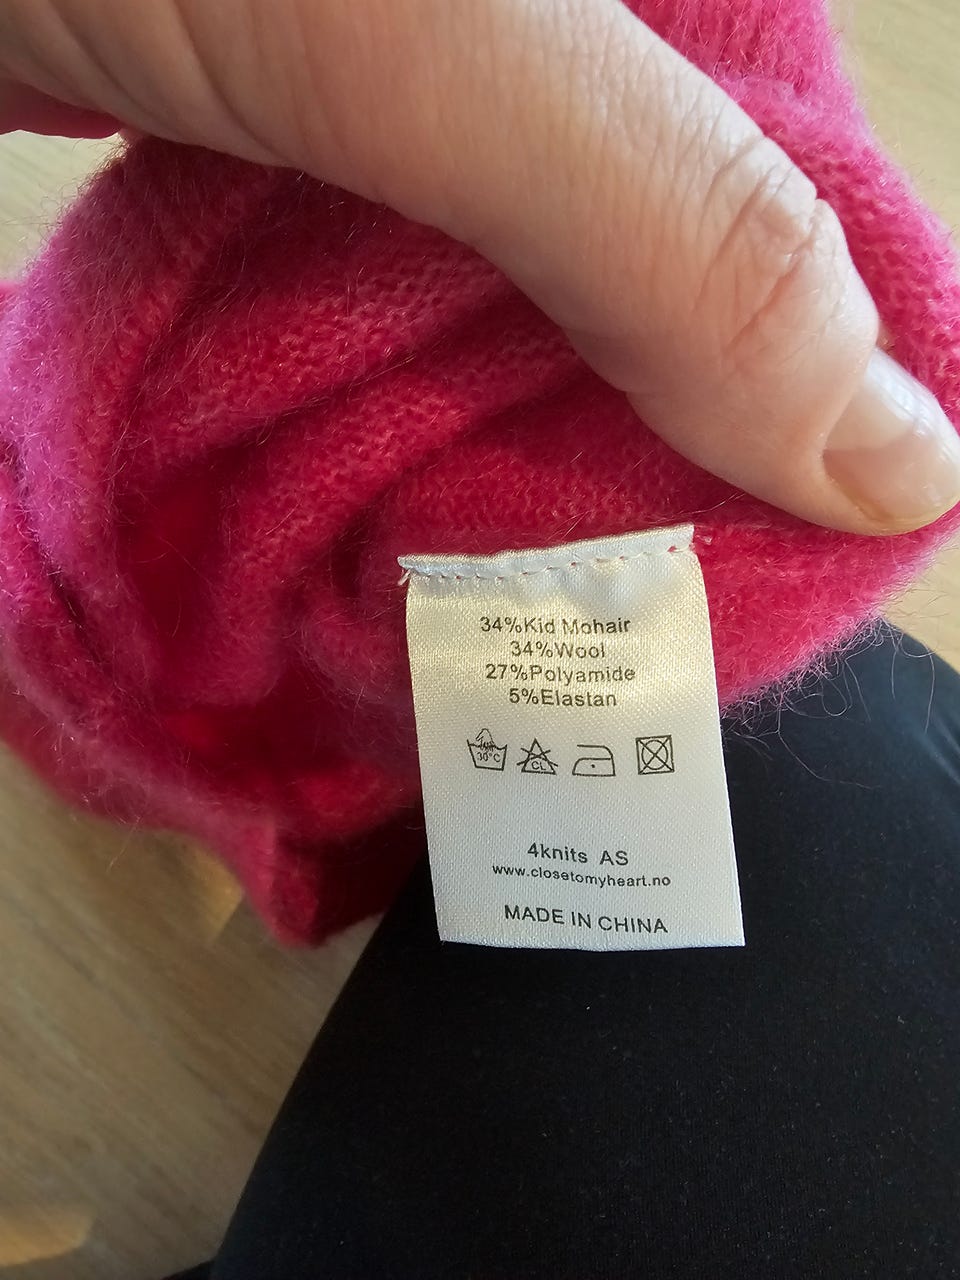 34%Kid Mohair
34%Wool
27%Polyamide
5%Elastan
30°C CL
4knits AS
www.closetomyheart.no
MADE IN CHINA